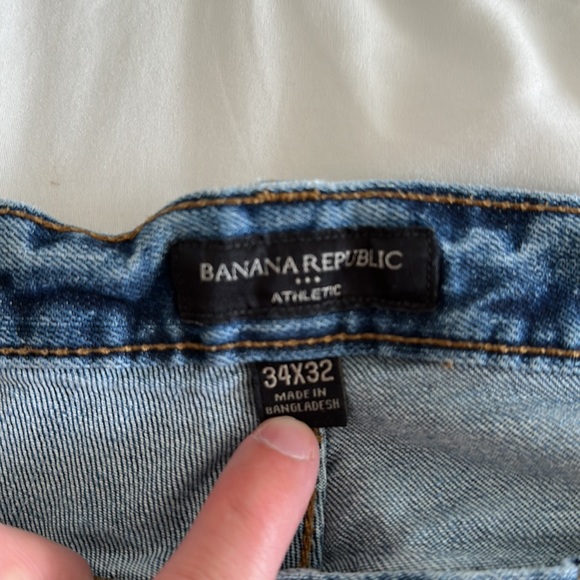 BANANA REPUBLIC
ATHLETIC
34X32
MADE IN
BANGLADESH